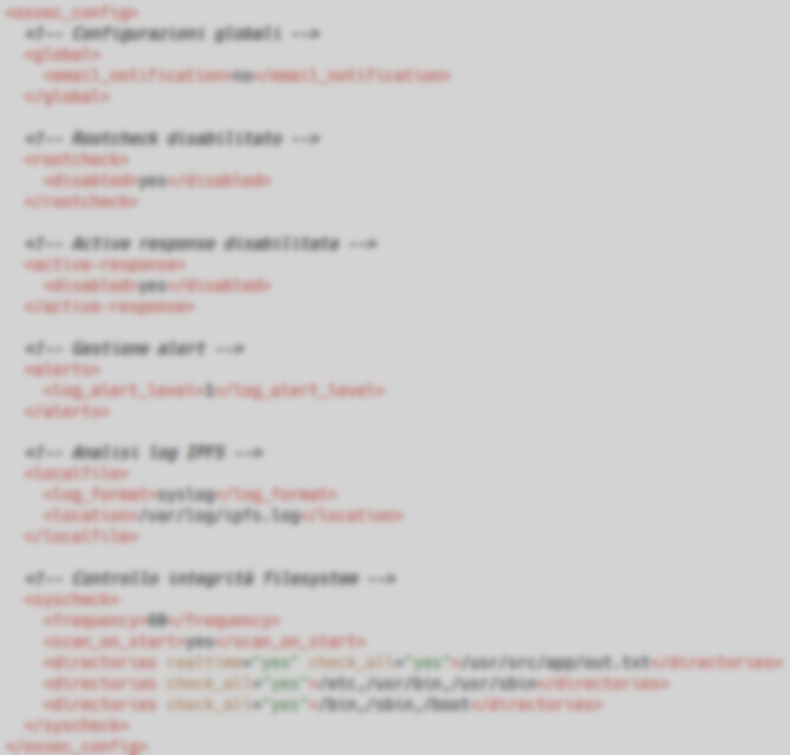 <ossec_config>
<!-- Configurazioni globali -->
<global>
<email_notification>no</email_notification>
</global>
<!-- Rootcheck disabilitato -->
<rootcheck>
<disabled>yes</disabled>
</rootcheck>
<!-- Active response disabilitata -->
<active-response>
<disabled>yes</disabled>
</active-response>
<!-- Gestione alert -->
<alerts>
<log_alert_level>1</log_alert_level>
</alerts>
<!-- Analisi log IPFS -->
<localfile>
<log_format>syslog</log_format>
<location>/var/log/ipfs.log</location>
</localfile>
<!-- Controllo integrità filesystem -->
<syscheck>
<frequency></frequency>
<scan_on_start>yes</scan_on_start>
<directories realtime="yes" check_all="yes">/usr/src/app/out.txt</directories>
<directories check_all="yes">/etc,/usr/bin,/usr/sbin</directories>
<directories check_all="yes">/bin,/sbin,/boot</directories>
</syscheck>
</ossec_config>